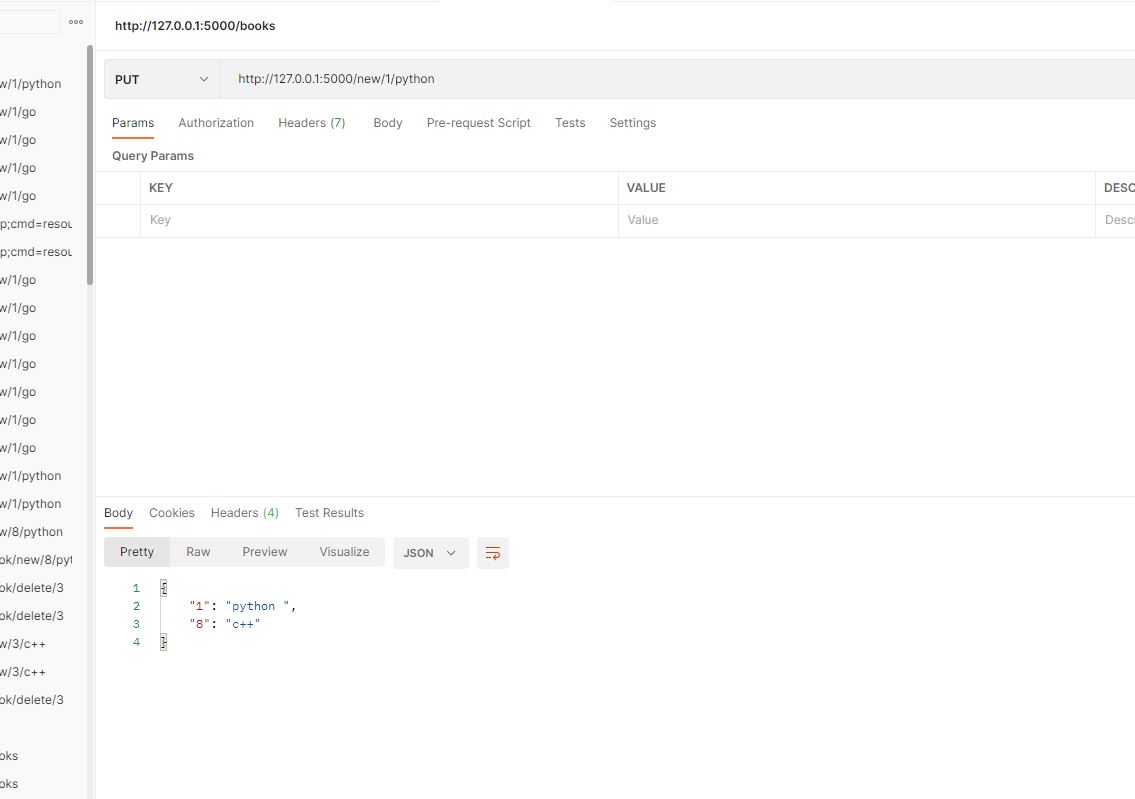 http://127.0.0.1:5000/books
w/1/python
w/1/go
w/1/go
w/1/go
w/1/go
p;cmd=resou
p;cmd=resou
w/1/go
w/1/go
w/1/go
w/1/go
w/1/go
w/1/go
w/1/go
w/1/python
w/1/python
w/8/python
ok/new/8/pyt
ok/delete/3
ok/delete/3
w/3/c++
w/3/c++
ok/delete/3
oks
oks
PUT http://127.0.0.1:5000/new/1/python
Params Authorization Headers (7) Body Pre-request Script Tests Settings
Query Params
KEY VALUE DESC
Key Value Descr
Body Cookies Headers (4) Test Results
Pretty Raw Preview Visualize JSON
1 {
2 "1": "python ",
3 "8": "c++"
4 }